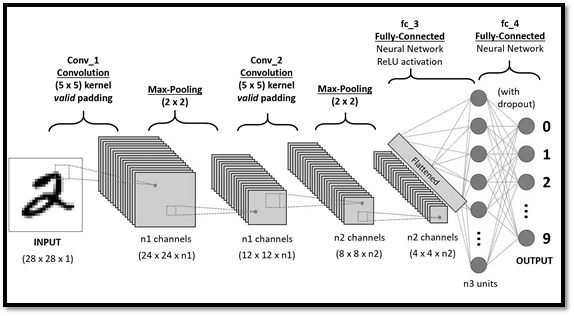 fc_3
Fully-Connected
Neural Network
ReLU activation
fc_4
Fully-Connected
Neural Network
Conv_1
Convolution
(5 x 5) kernel
valid padding
Max-Pooling
(2 x 2)
Conv_2
Convolution
(5 x 5) kernel
valid padding
Max-Pooling
(2 x 2)
(with
dropout)
Flattened
2
0
1
2
9
INPUT
(28 x 28 x 1)
n1 channels
(24 x 24 x n1)
n1 channels
(12 x 12 x n1)
n2 channels
(8 x 8 x n2)
n2 channels
(4 x 4 x n2)
OUTPUT
n3 units